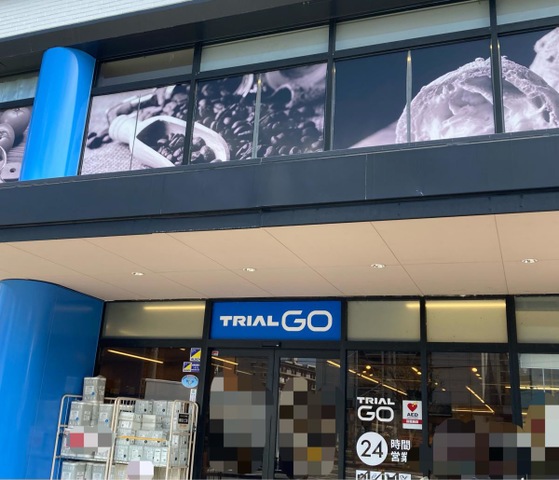 TRIAL GO
TRIAL
GO
AED
24 時間
営業